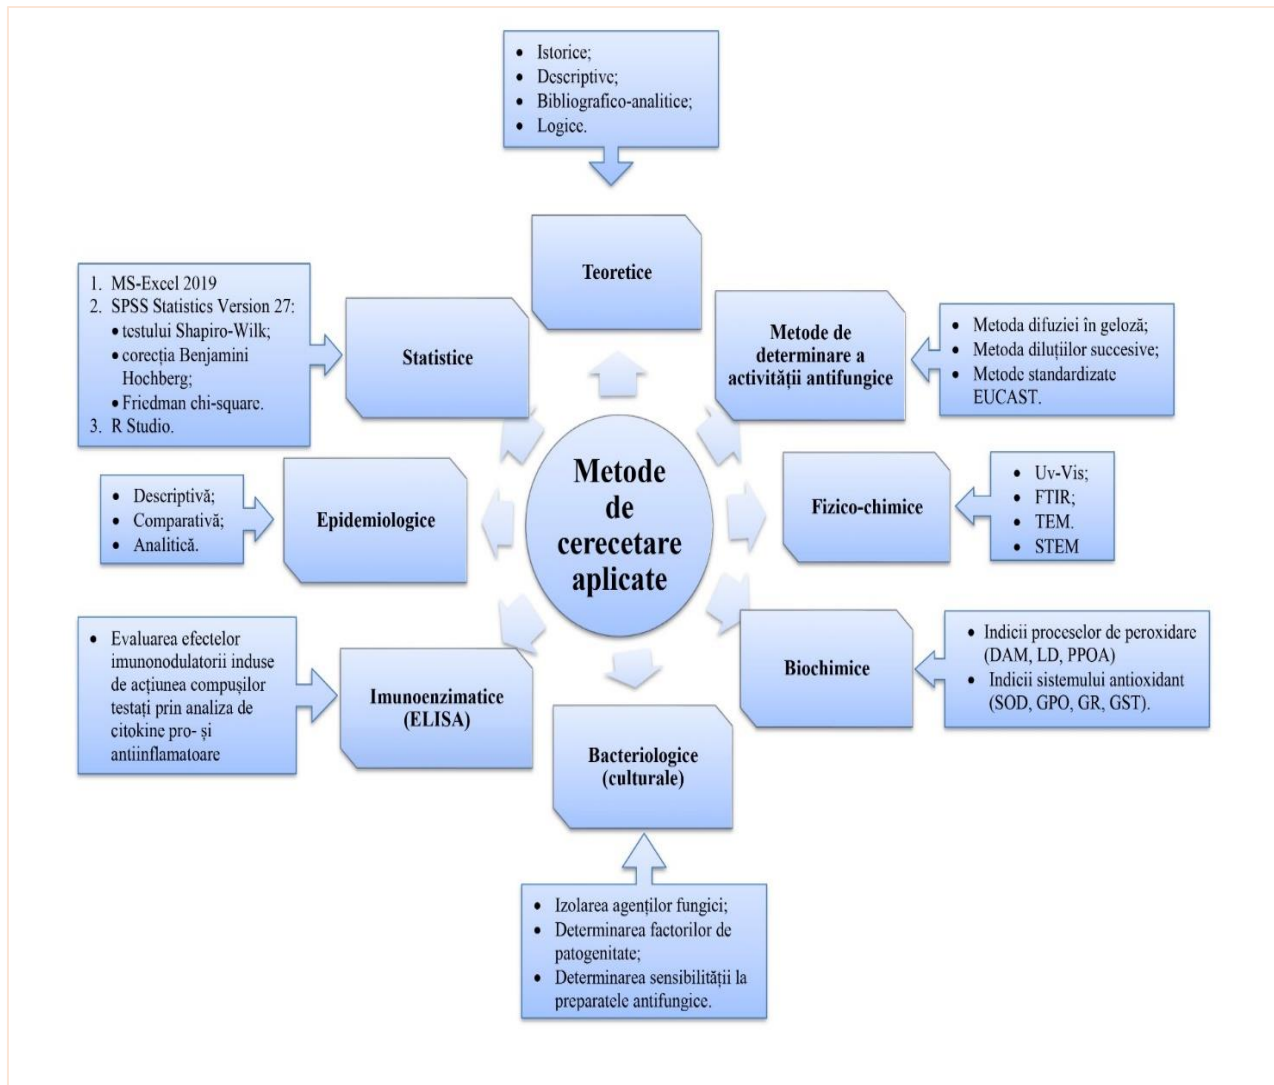 • Istorice;
• Descriptive;
• Bibliografico-analitice;
• Logice.
Teoretice
Metode de
determinare a
activității antifungice
• Metoda difuziei în geloză;
• Metoda diluțiilor succesive;
• Metode standardizate
EUCAST.
Fizico-chimice
• Uv-Vis;
• FTIR;
• TEM.
• STEM
Biochimice
• Indicii proceselor de peroxidare
(DAM, LD, PPOA)
• Indicii sistemului antioxidant
(SOD, GPO, GR, GST).
Bacteriologice
(culturale)
• Izolarea agenților fungici;
• Determinarea factorilor de
patogenitate;
• Determinarea sensibilității la
preparatele antifungice.
Imunoenzimatice
(ELISA)
• Evaluarea efectelor
imunonodulatorii induse
de acțiunea compușilor
testați prin analiza de
citokine pro- și
antiinflamatoare
Epidemiologice
• Descriptivă;
• Comparativă;
• Analitică.
Statistice
1. MS-Excel 2019
2. SPSS Statistics Version 27:
• testului Shapiro-Wilk;
• corecția Benjamini
Hochberg;
• Friedman chi-square.
3. R Studio.
Metode
de
cerecetare
aplicate